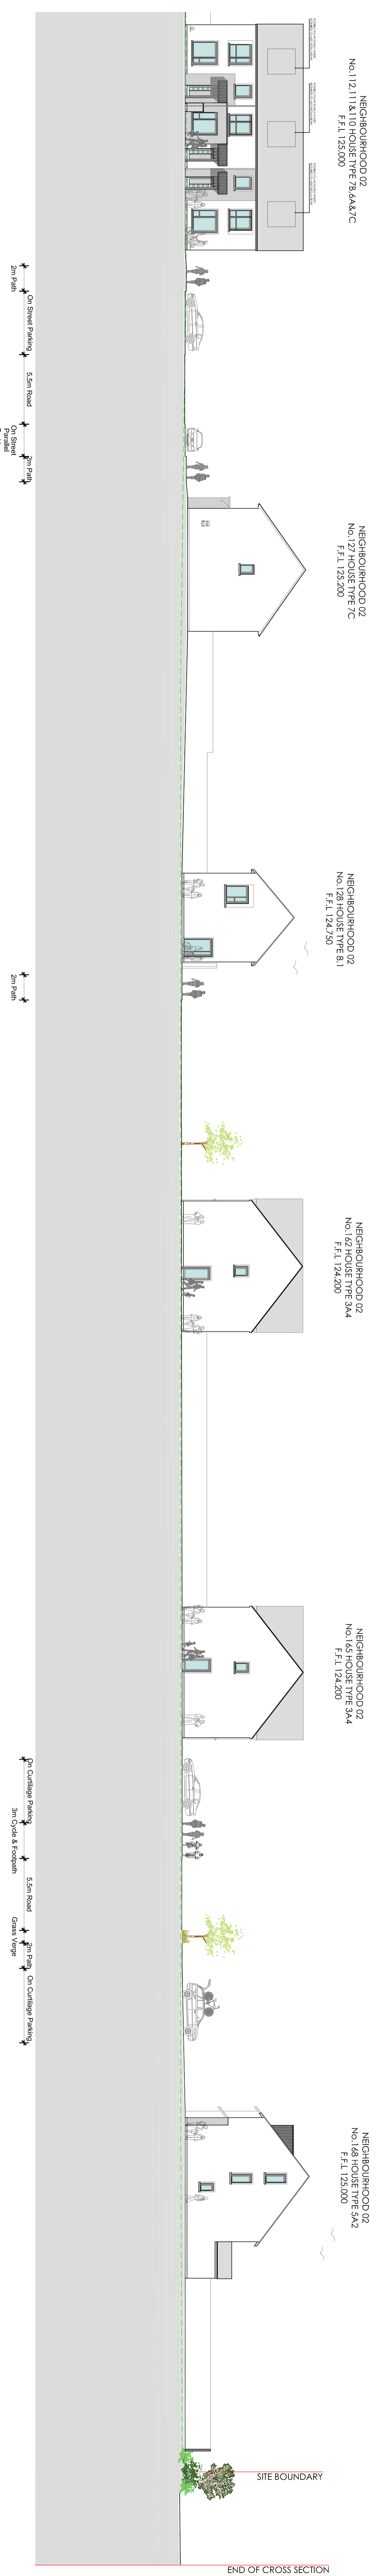 NEIGHBOURHOOD 02
No.112,111&110 HOUSE TYPE 7B,6A&7C
F.F.L 125.000
2m Path
On Street Parking
5.5m Road
On Street
Parallel
2m Path
NEIGHBOURHOOD 02
No.127 HOUSE TYPE 7C
F.F.L 125.200
NEIGHBOURHOOD 02
No.128 HOUSE TYPE 8.1
F.F.L 124.750
2m Path
NEIGHBOURHOOD 02
No.162 HOUSE TYPE 3A4
F.F.L 124.200
NEIGHBOURHOOD 02
No.165 HOUSE TYPE 3A4
F.F.L 124.200
On Curtilage Parking
3m Cycle & Footpath
5.5m Road
Grass Verge
2m Path
On Curtilage Parking
NEIGHBOURHOOD 02
No.168 HOUSE TYPE 5A2
F.F.L 125.000
SITE BOUNDARY
END OF CROSS SECTION